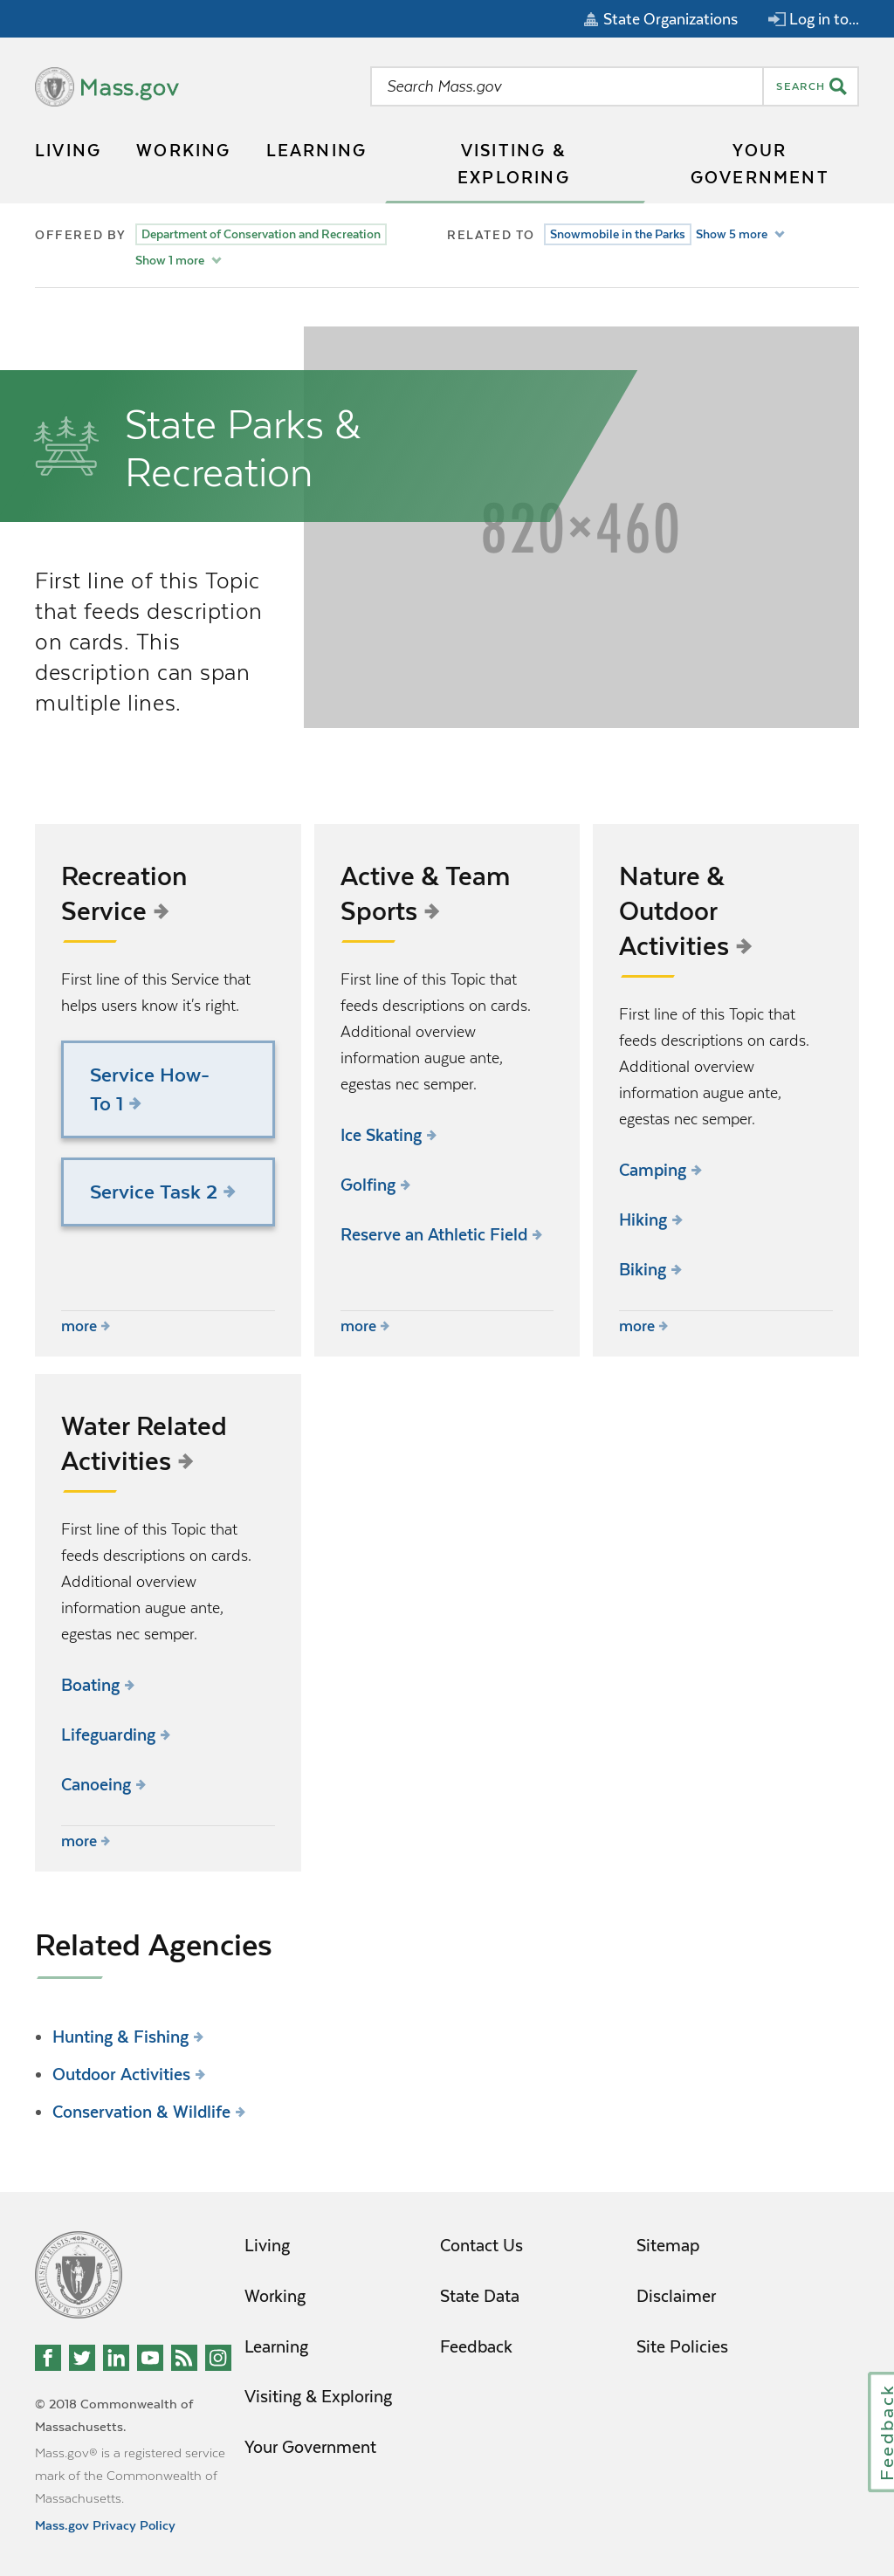 State Organizations
Log in to...
Mass.gov
Search Mass.gov
SEARCH
LIVING
WORKING
LEARNING
VISITING &
EXPLORING
YOUR
GOVERNMENT
OFFERED BY
Department of Conservation and Recreation
Show 1 more
RELATED TO
Snowmobile in the Parks
Show 5 more
State Parks &
Recreation
820×460
First line of this Topic
that feeds description
on cards. This
description can span
multiple lines.
Recreation
Service
First line of this Service that
helps users know it's right.
Service How-
To 1
Service Task 2
more
Active & Team
Sports
First line of this Topic that
feeds descriptions on cards.
Additional overview
information augue ante,
egestas nec semper.
Ice Skating
Golfing
Reserve an Athletic Field
more
Nature &
Outdoor
Activities
First line of this Topic that
feeds descriptions on cards.
Additional overview
information augue ante,
egestas nec semper.
Camping
Hiking
Biking
more
Water Related
Activities
First line of this Topic that
feeds descriptions on cards.
Additional overview
information augue ante,
egestas nec semper.
Boating
Lifeguarding
Canoeing
more
Related Agencies
Hunting & Fishing
Outdoor Activities
Conservation & Wildlife
Living
Working
Learning
Visiting & Exploring
Your Government
Contact Us
State Data
Feedback
Sitemap
Disclaimer
Site Policies
© 2018 Commonwealth of
Massachusetts.
Mass.gov® is a registered service
mark of the Commonwealth of
Massachusetts.
Mass.gov Privacy Policy
Feedback